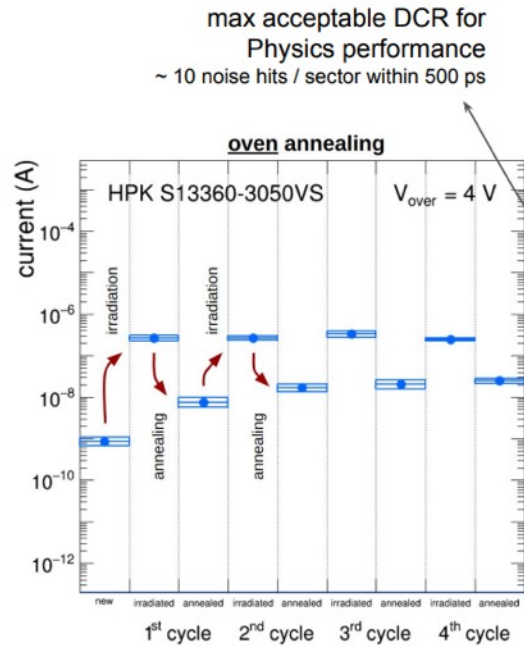 max acceptable DCR for
Physics performance
~ 10 noise hits / sector within 500 ps
oven annealing
current (A)
HPK S13360-3050VS
V_over = 4 V
10⁻⁴
10⁻⁶
10⁻⁸
10⁻¹⁰
10⁻¹²
irradiation
annealing
irradiation
annealing
new
irradiated
annealed
irradiated
annealed
irradiated
annealed
irradiated
annealed
1ˢᵗ cycle
2ⁿᵈ cycle
3ʳᵈ cycle
4ᵗʰ cycle